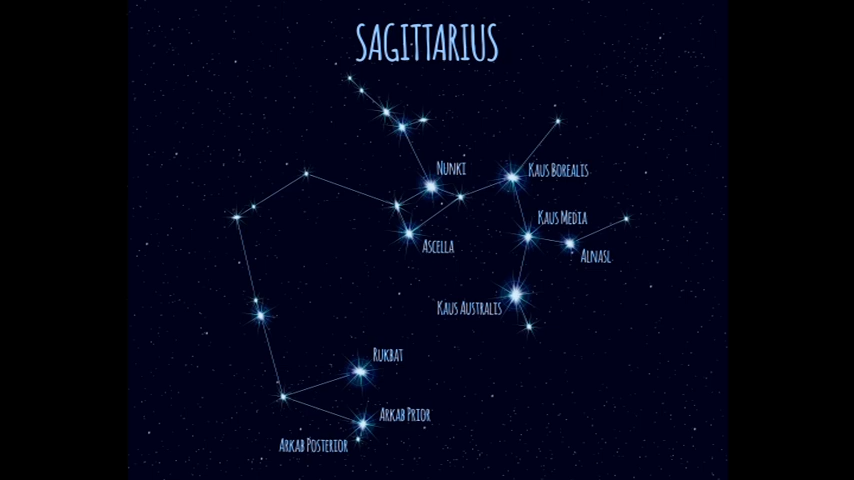 SAGITTARIUS
NUNKI
KAUS BOREALIS
KAUS MEDIA
ASCELLA
ALNASL
KAUS AUSTRALIS
RUKBAT
ARKAB PRIOR
ARKAB POSTERIOR